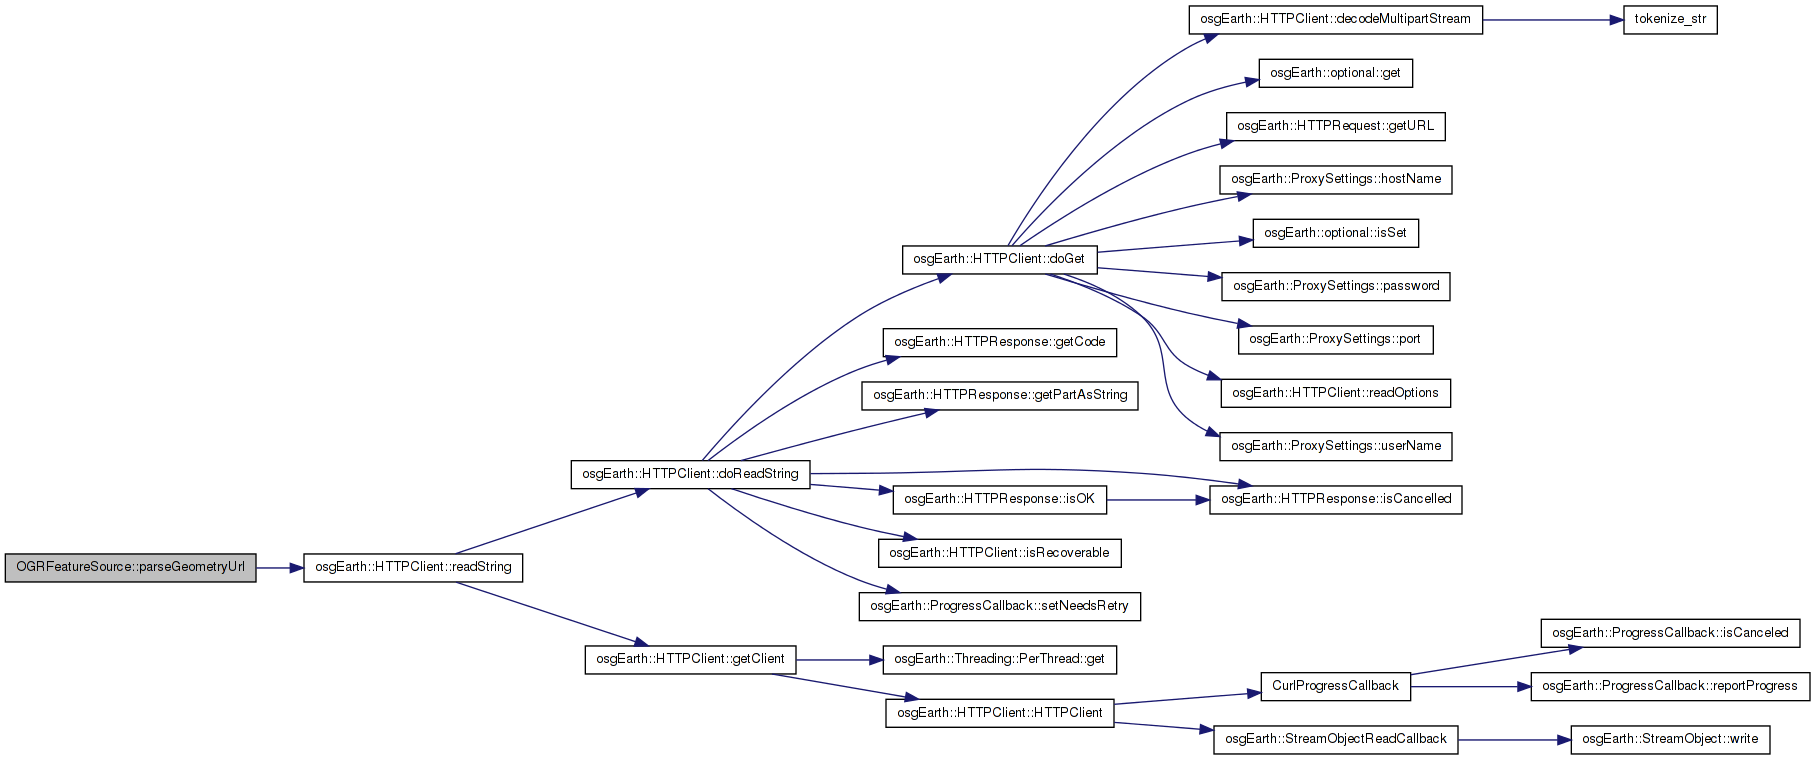 osgEarth::HTTPClient::decodeMultipartStream
tokenize_str
osgEarth::optional::get
osgEarth::HTTPRequest::getURL
osgEarth::ProxySettings::hostName
osgEarth::optional::isSet
osgEarth::HTTPClient::doGet
osgEarth::ProxySettings::password
osgEarth::ProxySettings::port
osgEarth::HTTPResponse::getCode
osgEarth::HTTPClient::readOptions
osgEarth::HTTPResponse::getPartAsString
osgEarth::ProxySettings::userName
osgEarth::HTTPClient::doReadString
osgEarth::HTTPResponse::isOK
osgEarth::HTTPResponse::isCancelled
osgEarth::HTTPClient::isRecoverable
OGRFeatureSource::parseGeometryUrl
osgEarth::HTTPClient::readString
osgEarth::ProgressCallback::setNeedsRetry
osgEarth::ProgressCallback::isCanceled
osgEarth::HTTPClient::getClient
osgEarth::Threading::PerThread::get
CurlProgressCallback
osgEarth::ProgressCallback::reportProgress
osgEarth::HTTPClient::HTTPClient
osgEarth::StreamObjectReadCallback
osgEarth::StreamObject::write